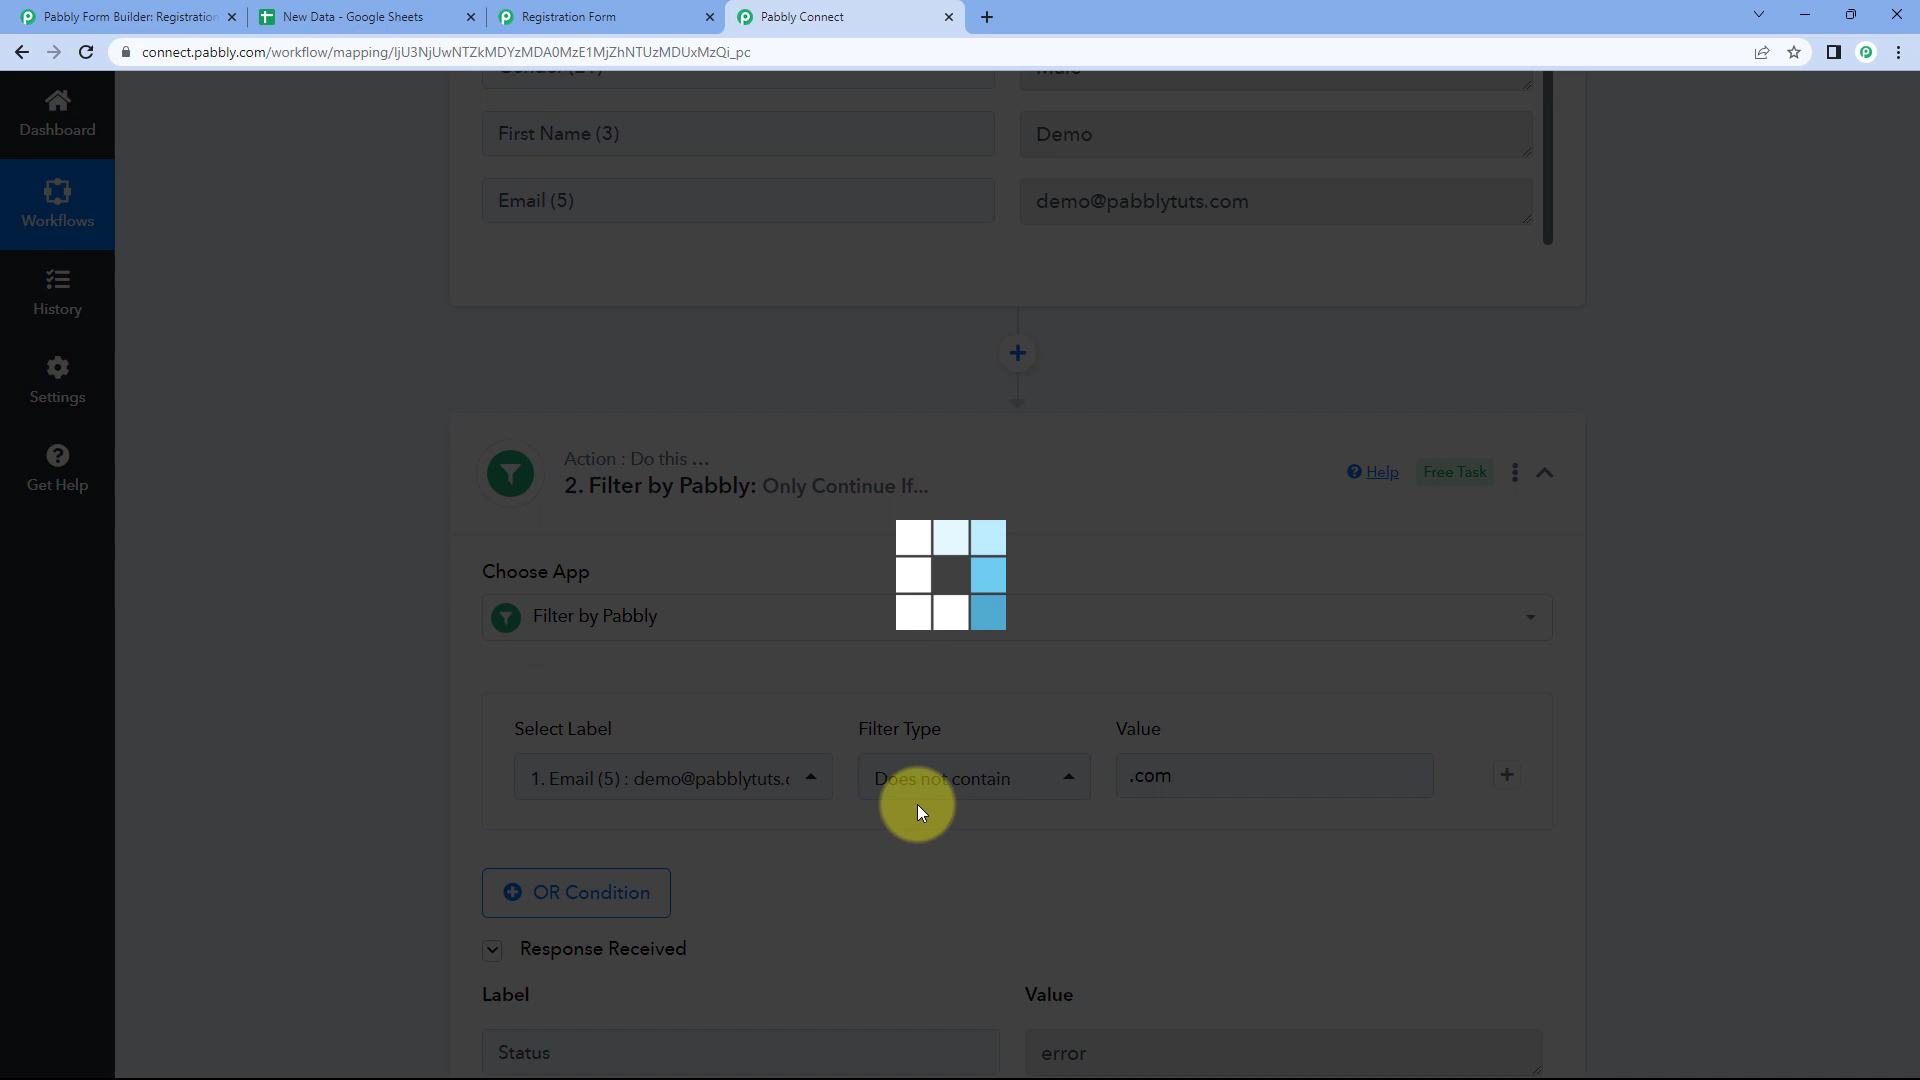 Pabbly Form Builder: Registration
New Data - Google Sheets
Registration Form
Pabbly Connect
connect.pabbly.com/workflow/mapping/IjU3NjUwNTZkMDYzMDA0MzE1MjZhNTUzMDUxMzQi_pc
Dashboard
Workflows
History
Settings
Get Help
First Name (3)
Demo
Email (5)
demo@pabblytuts.com
Action : Do this ...
2. Filter by Pabbly: Only Continue If...
Help
Free Task
Choose App
Filter by Pabbly
Select Label
Filter Type
Value
1. Email (5) : demo@pabblytuts.c
Does not contain
.com
OR Condition
Response Received
Label
Value
Status
error